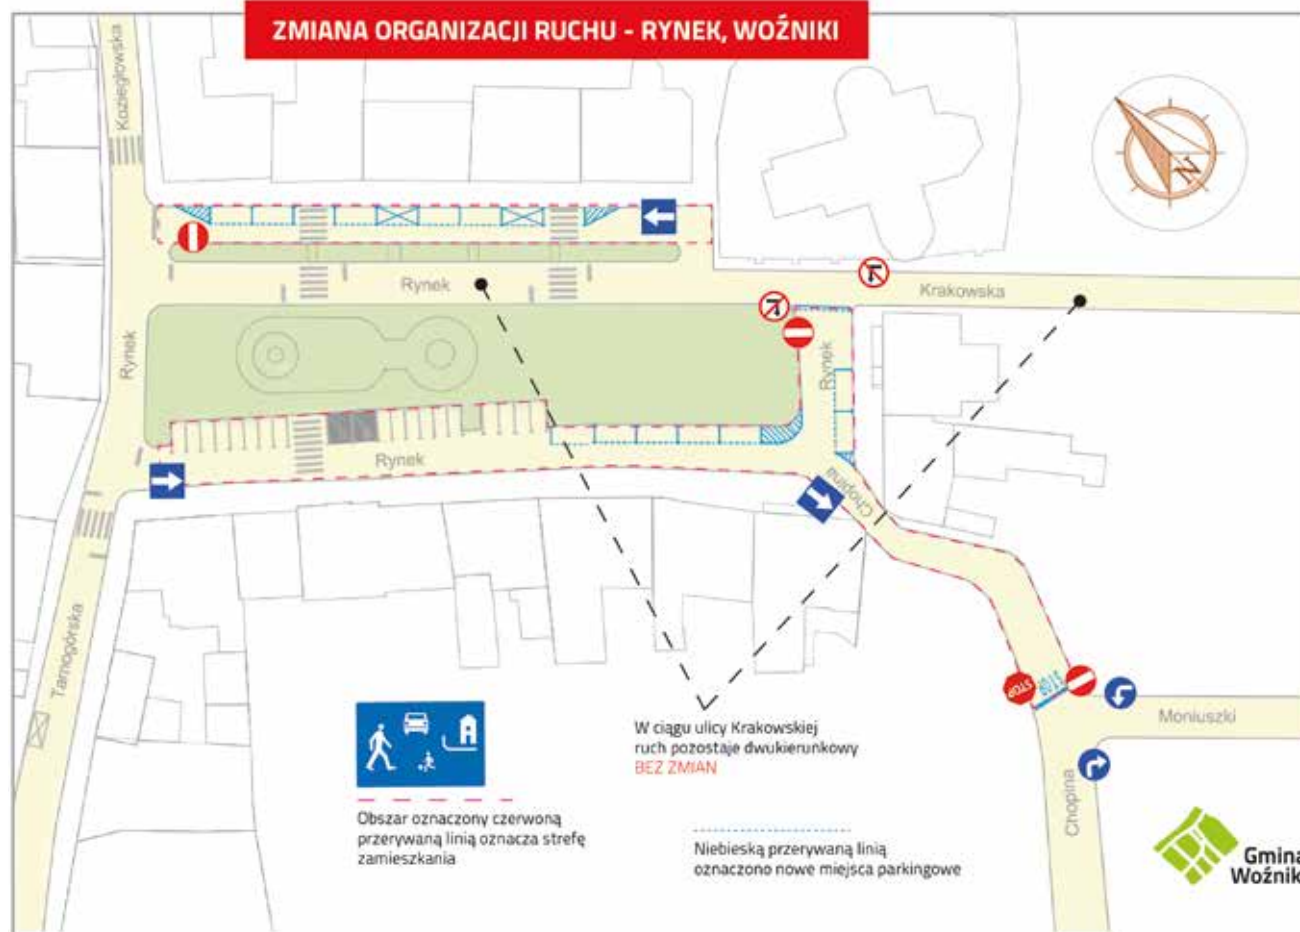 ZMIANA ORGANIZACJI RUCHU - RYNEK, WOŹNIKI
Koziegłowska
N
Rynek
Krakowska
Rynek
Rynek
Rynek
Chopina
Tarnogórska
STOP
STOP
Moniuszki
Chopina
W ciągu ulicy Krakowskiej
ruch pozostaje dwukierunkowy
BEZ ZMIAN
Obszar oznaczony czerwoną
przerywaną linią oznacza strefę
zamieszkania
Niebieską przerywaną linią
oznaczono nowe miejsca parkingowe
Gmina
Woźnik